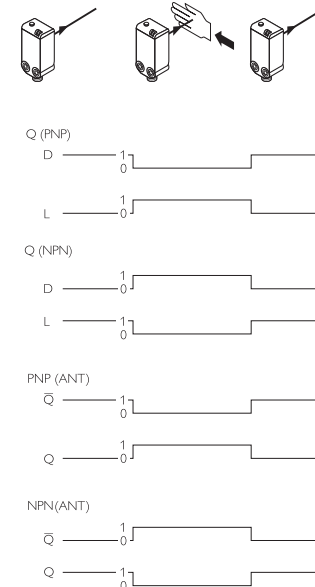 Q (PNP)
D 1
0
1
L 0
Q (NPN)
1
D 0
L 1
0
PNP (ANT)
Q̅ 1
0
1
Q 0
NPN(ANT)
1
Q̅ 0
Q 1
0